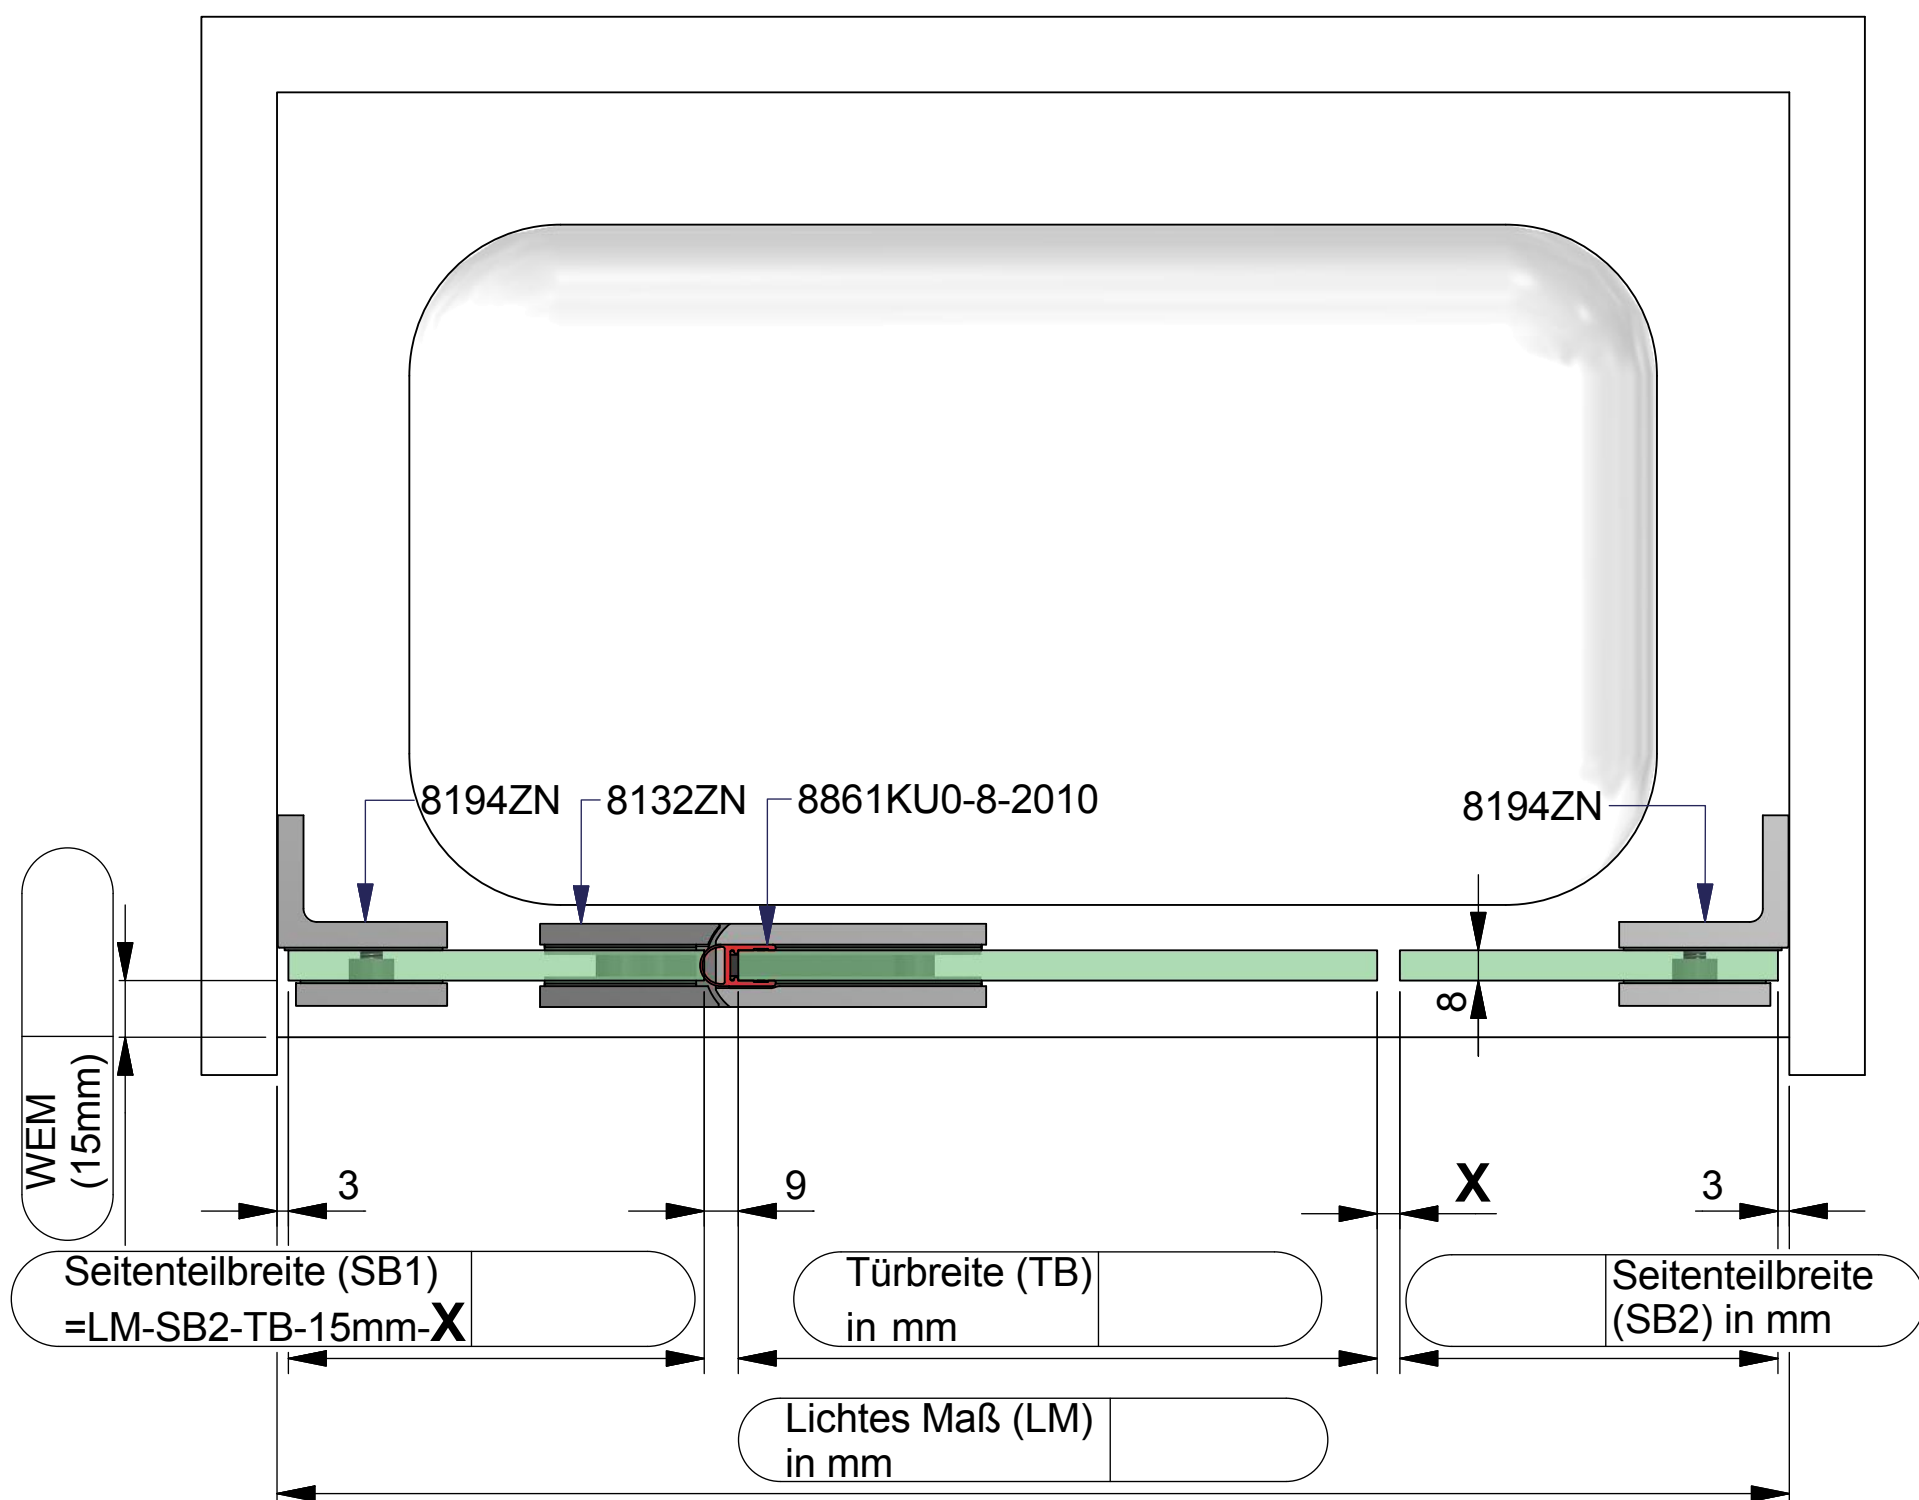 8194ZN
8132ZN
8861KU0-8-2010
8194ZN
8
WEM
(15mm)
3
9
X
3
Seitenteilbreite (SB1)
=LM-SB2-TB-15mm-X
Türbreite (TB)
in mm
Seitenteilbreite
(SB2) in mm
Lichtes Maß (LM)
in mm